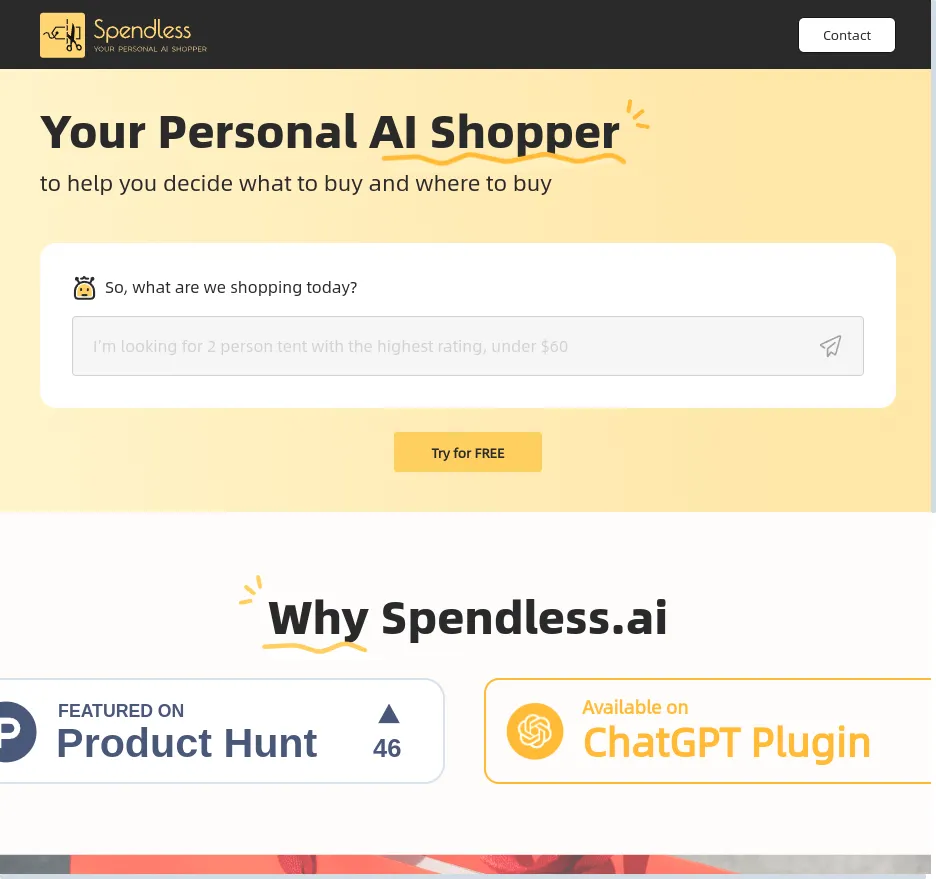 Spendless
YOUR PERSONAL AI SHOPPER
Contact
Your Personal AI Shopper
to help you decide what to buy and where to buy
So, what are we shopping today?
I'm looking for 2 person tent with the highest rating, under $60
Try for FREE
Why Spendless.ai
P
FEATURED ON
Product Hunt
46
Available on
ChatGPT Plugin